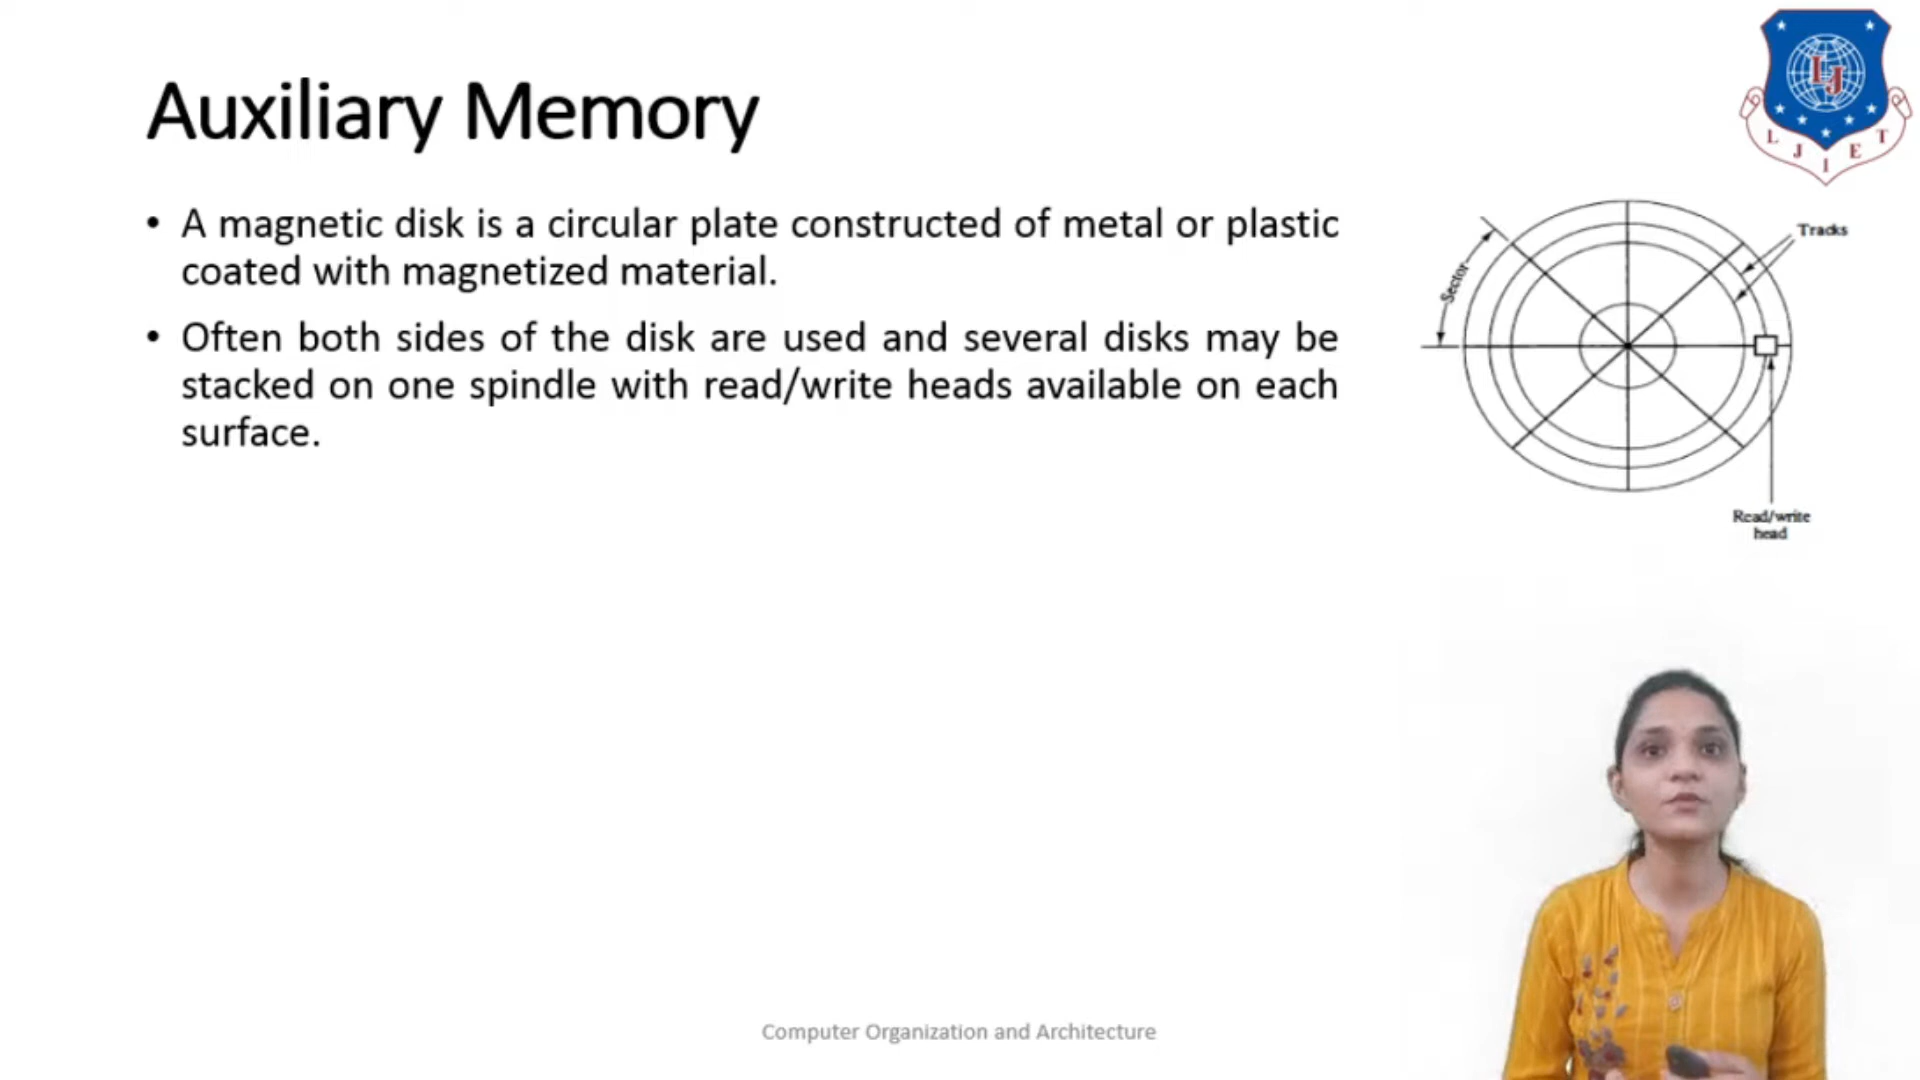 Auxiliary Memory
• A magnetic disk is a circular plate constructed of metal or plastic
coated with magnetized material.
• Often both sides of the disk are used and several disks may be
stacked on one spindle with read/write heads available on each
surface.
LJ
L J I E T
Tracks
Sector
Read/write
head
Computer Organization and Architecture